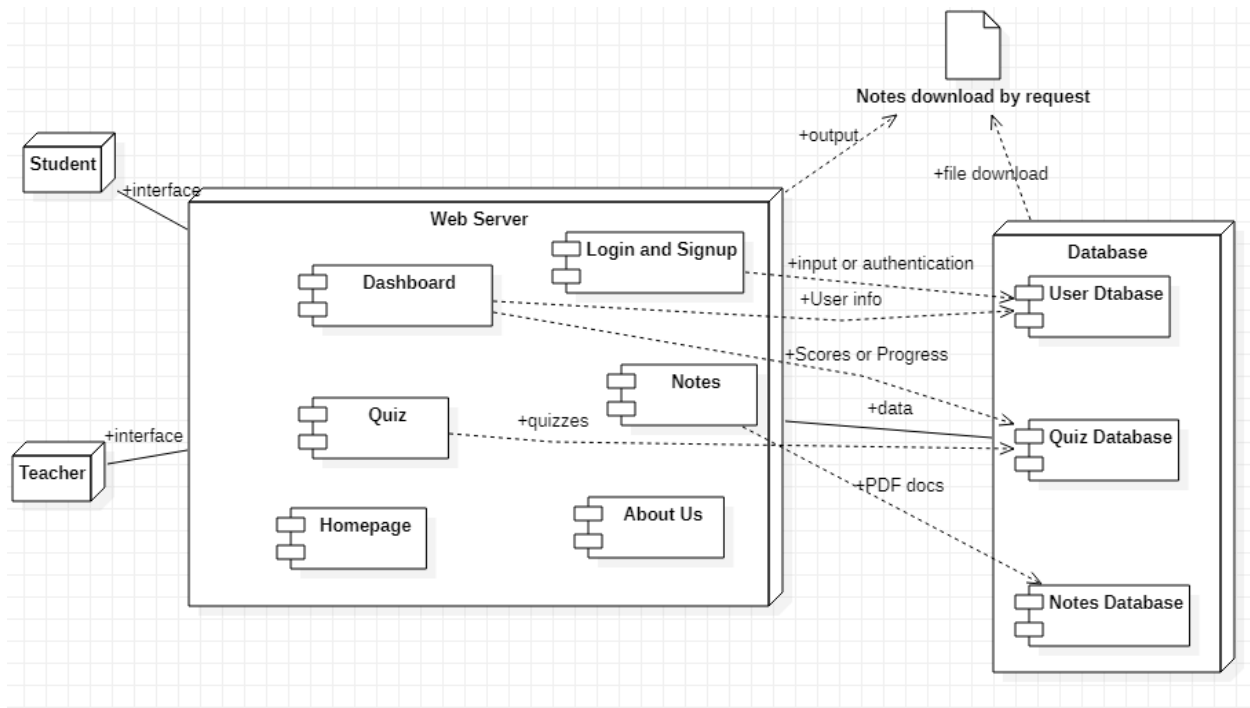 Notes download by request
+output
+file download
Student
+interface
Web Server
Login and Signup
Dashboard
+input or authentication
+User info
Database
User Dtabase
+Scores or Progress
Notes
Quiz
+quizzes
+data
Quiz Database
+interface
Teacher
+PDF docs
Homepage
About Us
Notes Database